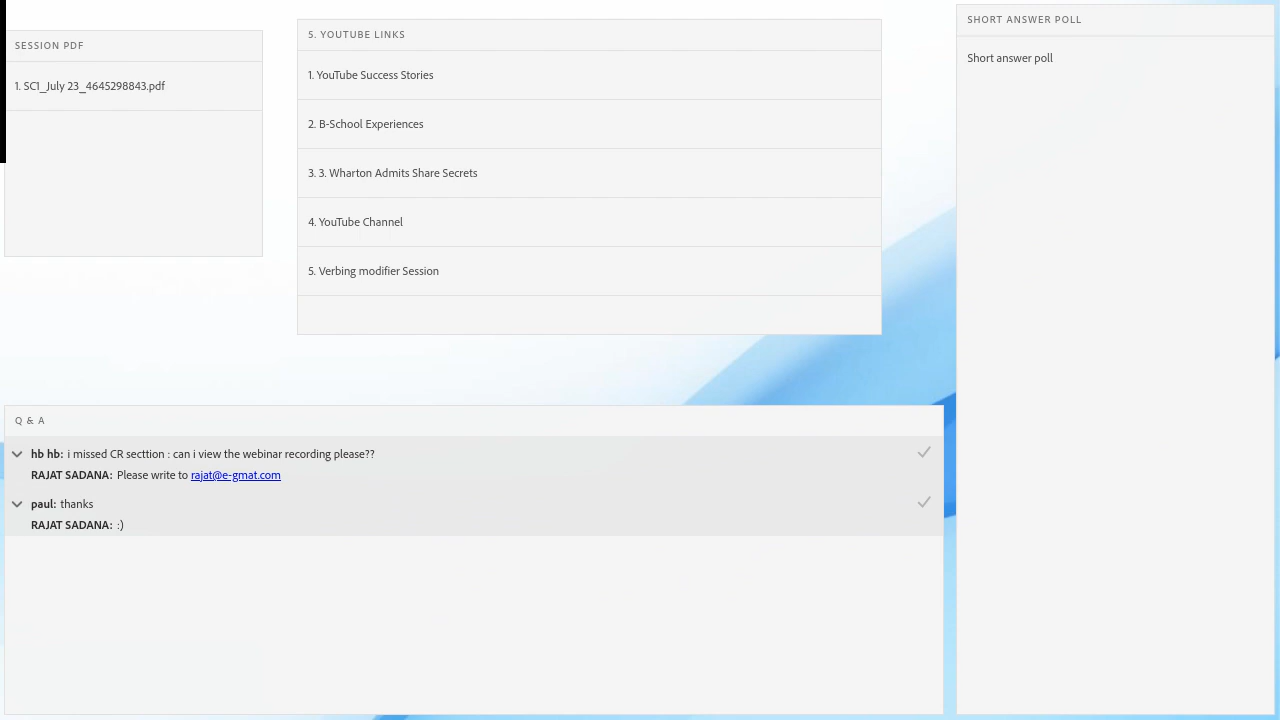 SESSION PDF
1. SC1_July 23_4645298843.pdf
5. YOUTUBE LINKS
1. YouTube Success Stories
2. B-School Experiences
3. 3. Wharton Admits Share Secrets
4. YouTube Channel
5. Verbing modifier Session
SHORT ANSWER POLL
Short answer poll
Q & A
hb hb: i missed CR secttion : can i view the webinar recording please??
RAJAT SADANA: Please write to rajat@e-gmat.com
paul: thanks
RAJAT SADANA: :)